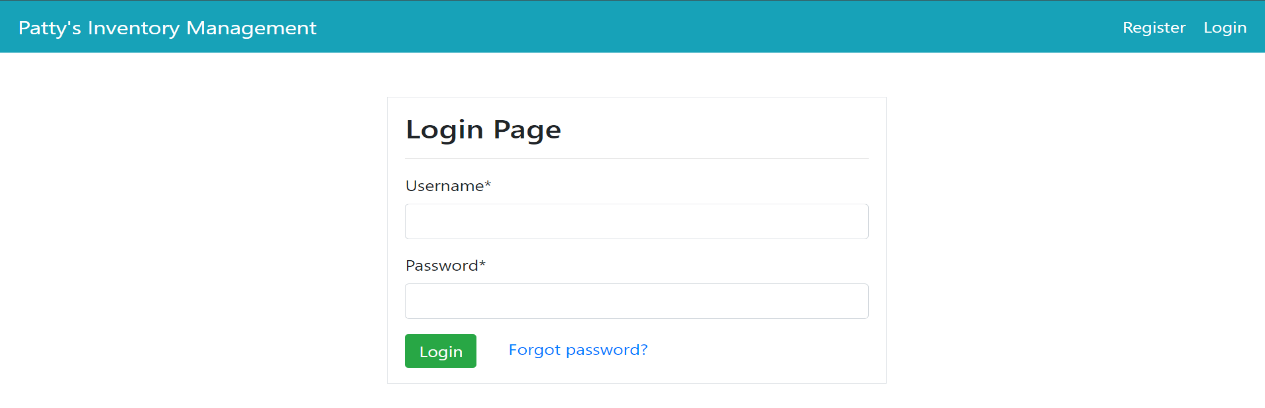 Patty's Inventory Management Register Login
Login Page
Username*
Password*
Login Forgot password?